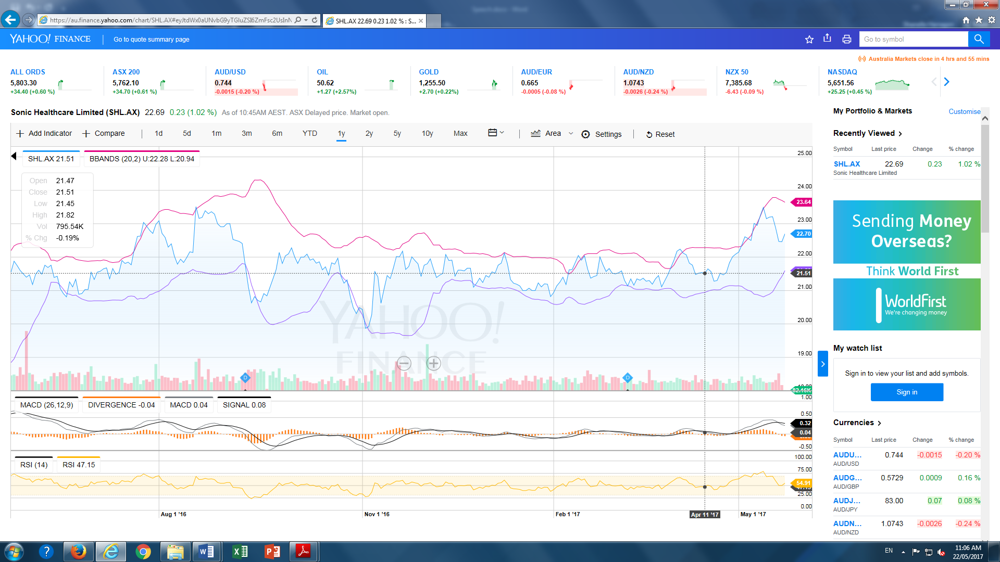 https://au.finance.yahoo.com/chart/SHL.AX#eyJtdWx0aUNvbG9yTGluZSI6ZmFsc2UsInN
SHL.AX 22.69 0.23 1.02 % : S...
YAHOO! FINANCE
Go to quote summary page
Go to symbol
Australia Markets close in 4 hrs and 55 mins
ALL ORDS
5,803.30
+34.40 (+0.60 %)
ASX 200
5,762.10
+34.70 (+0.61 %)
AUD/USD
0.744
-0.0015 (-0.20 %)
OIL
50.62
+1.27 (+2.57%)
GOLD
1,255.50
+2.70 (+0.22%)
AUD/EUR
0.665
-0.0005 (-0.08 %)
AUD/NZD
1.0743
-0.0026 (-0.24 %)
NZX 50
7,385.68
-6.43 (-0.09 %)
NASDAQ
5,651.56
+25.25 (+0.45 %)
Sonic Healthcare Limited (SHL.AX) 22.69 0.23 (1.02 %) As of 10:45AM AEST. ASX Delayed price. Market open.
Add Indicator Compare 1d 5d 1m 3m 6m YTD 1y 2y 5y 10y Max Area Settings Reset
SHL.AX 21.51 BBANDS (20,2) U:22.28 L:20.94
Open 21.47
Close 21.51
Low 21.45
High 21.82
Vol 795.54K
% Chg -0.19%
25.00
24.00
23.64
23.00
22.70
22.00
21.51
21.00
20.00
19.00
82.16K
YAHOO!
FINANCE
D
D
MACD (26,12,9) DIVERGENCE -0.04 MACD 0.04 SIGNAL 0.08
1.00
0.50
0.32
0.04
-0.50
RSI (14) RSI 47.15
100.00
75.00
54.91
25.00
0.00
Aug 1 '16 Nov 1 '16 Feb 1 '17 Apr 11 '17 May 1 '17
My Portfolio & Markets Customise
Recently Viewed
Symbol Last price Change % change
SHL.AX 22.69 0.23 1.02 %
Sonic Healthcare Limited
Sending Money
Overseas?
Think World First
WorldFirst
We're changing money
My watch list
Sign in to view your list and add symbols.
Sign in
Currencies
Symbol Last price Change % change
AUDU... 0.744 -0.0015 -0.20 %
AUD/USD
AUDG... 0.5729 0.0009 0.16 %
AUD/GBP
AUDJ... 83.00 0.07 0.08 %
AUD/JPY
AUDN... 1.0743 -0.0026 -0.24 %
AUD/NZD
EN
11:06 AM
22/05/2017